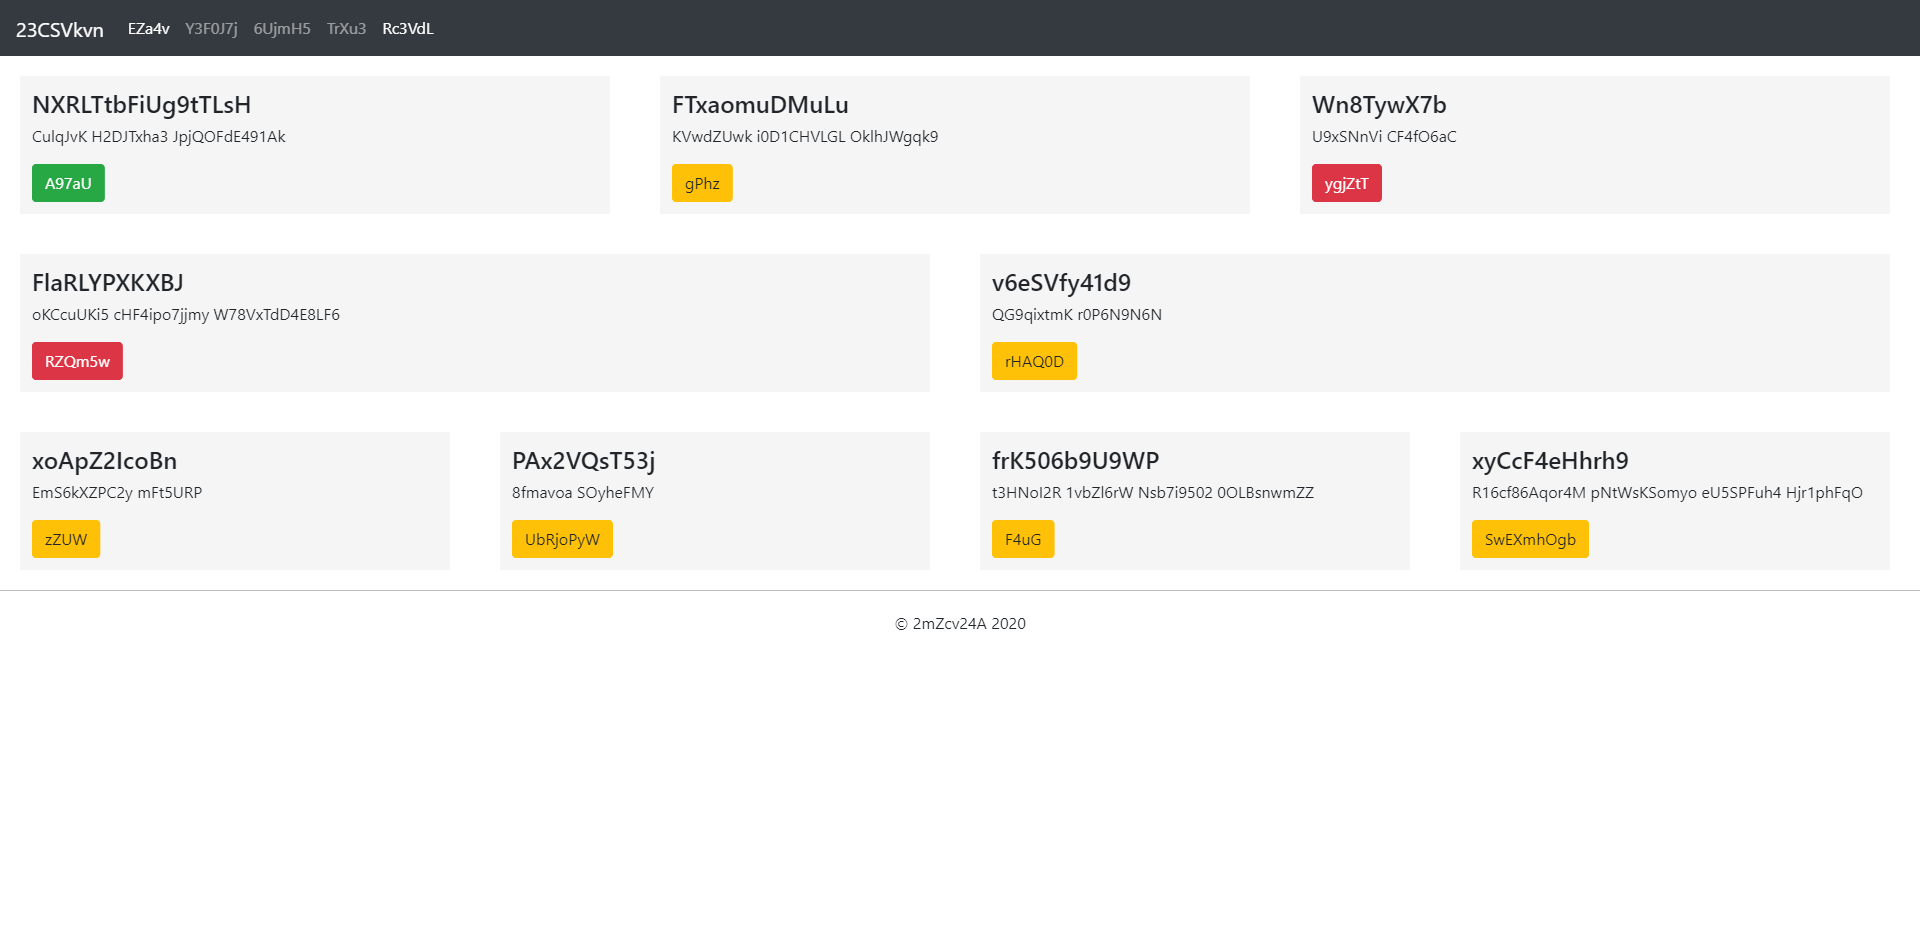 23CSVkvn EZa4v Y3F0J7j 6UjmH5 TrXu3 Rc3VdL
NXRLTtbFiUg9tTLsH
CulqJvK H2DJTxha3 JpjQOFdE491Ak
A97aU
FTxaomuDMuLu
KVwdZUwk i0D1CHVLGL OklhJWgqk9
gPhz
Wn8TywX7b
U9xSNnVi CF4fO6aC
ygjZtT
FlaRLYPXKXBJ
oKCcuUKi5 cHF4ipo7jjmy W78VxTdD4E8LF6
RZQm5w
v6eSVfy41d9
QG9qixtmK r0P6N9N6N
rHAQ0D
xoApZ2IcoBn
EmS6kXZPC2y mFt5URP
zZUW
PAx2VQsT53j
8fmavoa SOyheFMY
UbRjoPyW
frK506b9U9WP
t3HNoI2R 1vbZl6rW Nsb7i9502 0OLBsnwmZZ
F4uG
xyCcF4eHhrh9
R16cf86Aqor4M pNtWsKSomyo eU5SPFuh4 Hjr1phFqO
SwEXmhOgb
© 2mZcv24A 2020